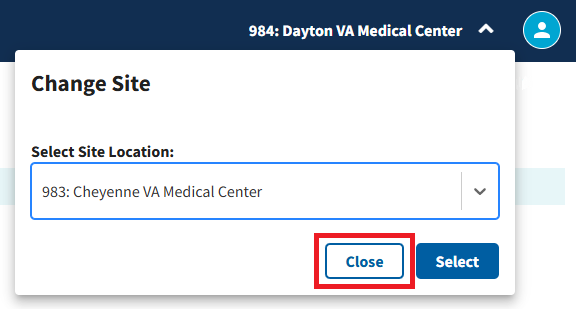 984: Dayton VA Medical Center
Change Site
Select Site Location:
983: Cheyenne VA Medical Center
Close
Select